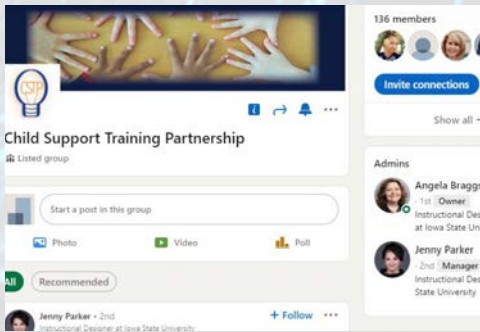 CSTP
Child Support Training Partnership
Listed group
Start a post in this group
Photo Video Poll
All Recommended
Jenny Parker • 2nd
+ Follow
Instructional Designer at Iowa State University
136 members
Invite connections
Show all
Admins
Angela Braggs
· 1st Owner
Instructional Des
at Iowa State Un
Jenny Parker
· 2nd Manager
Instructional Des
State University